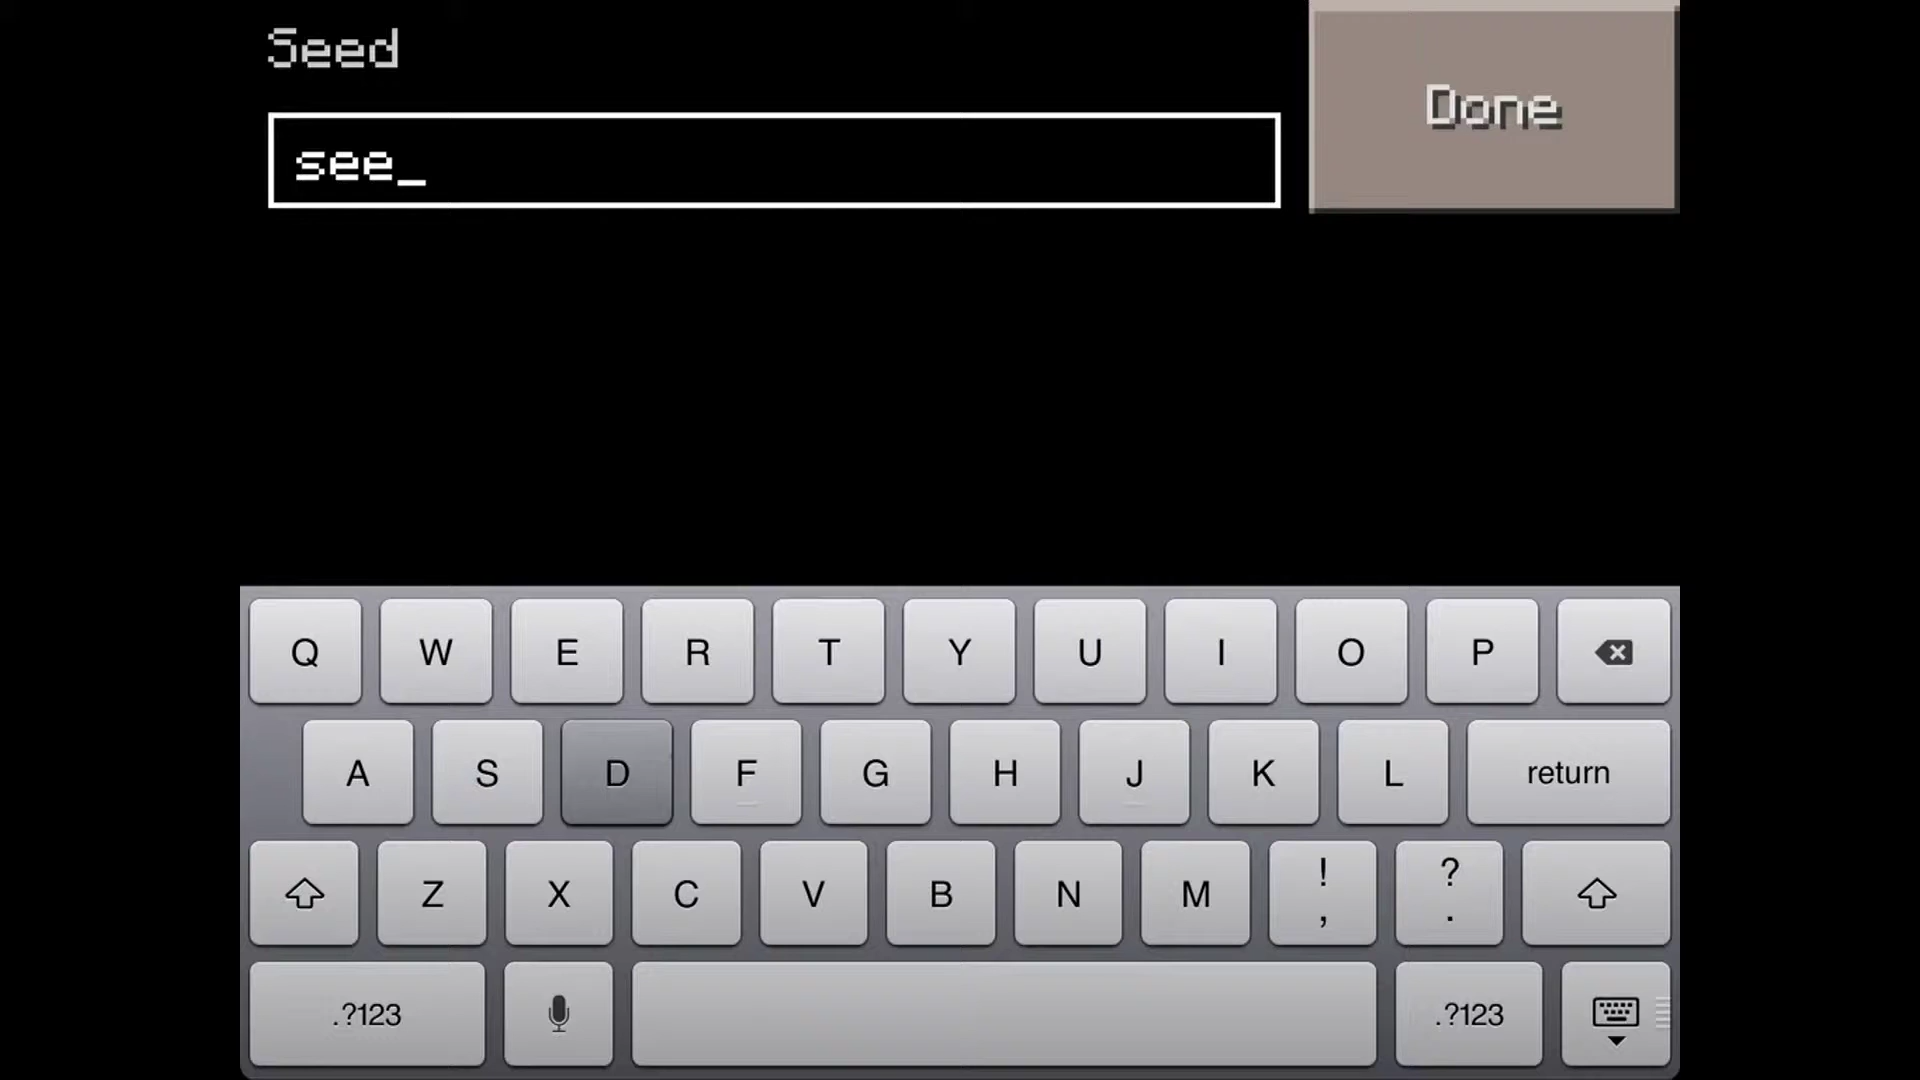 Seed
Done
see_
Q W E R T Y U I O P
A S D F G H J K L return
Z X C V B N M ! , ? .
.?123 .?123